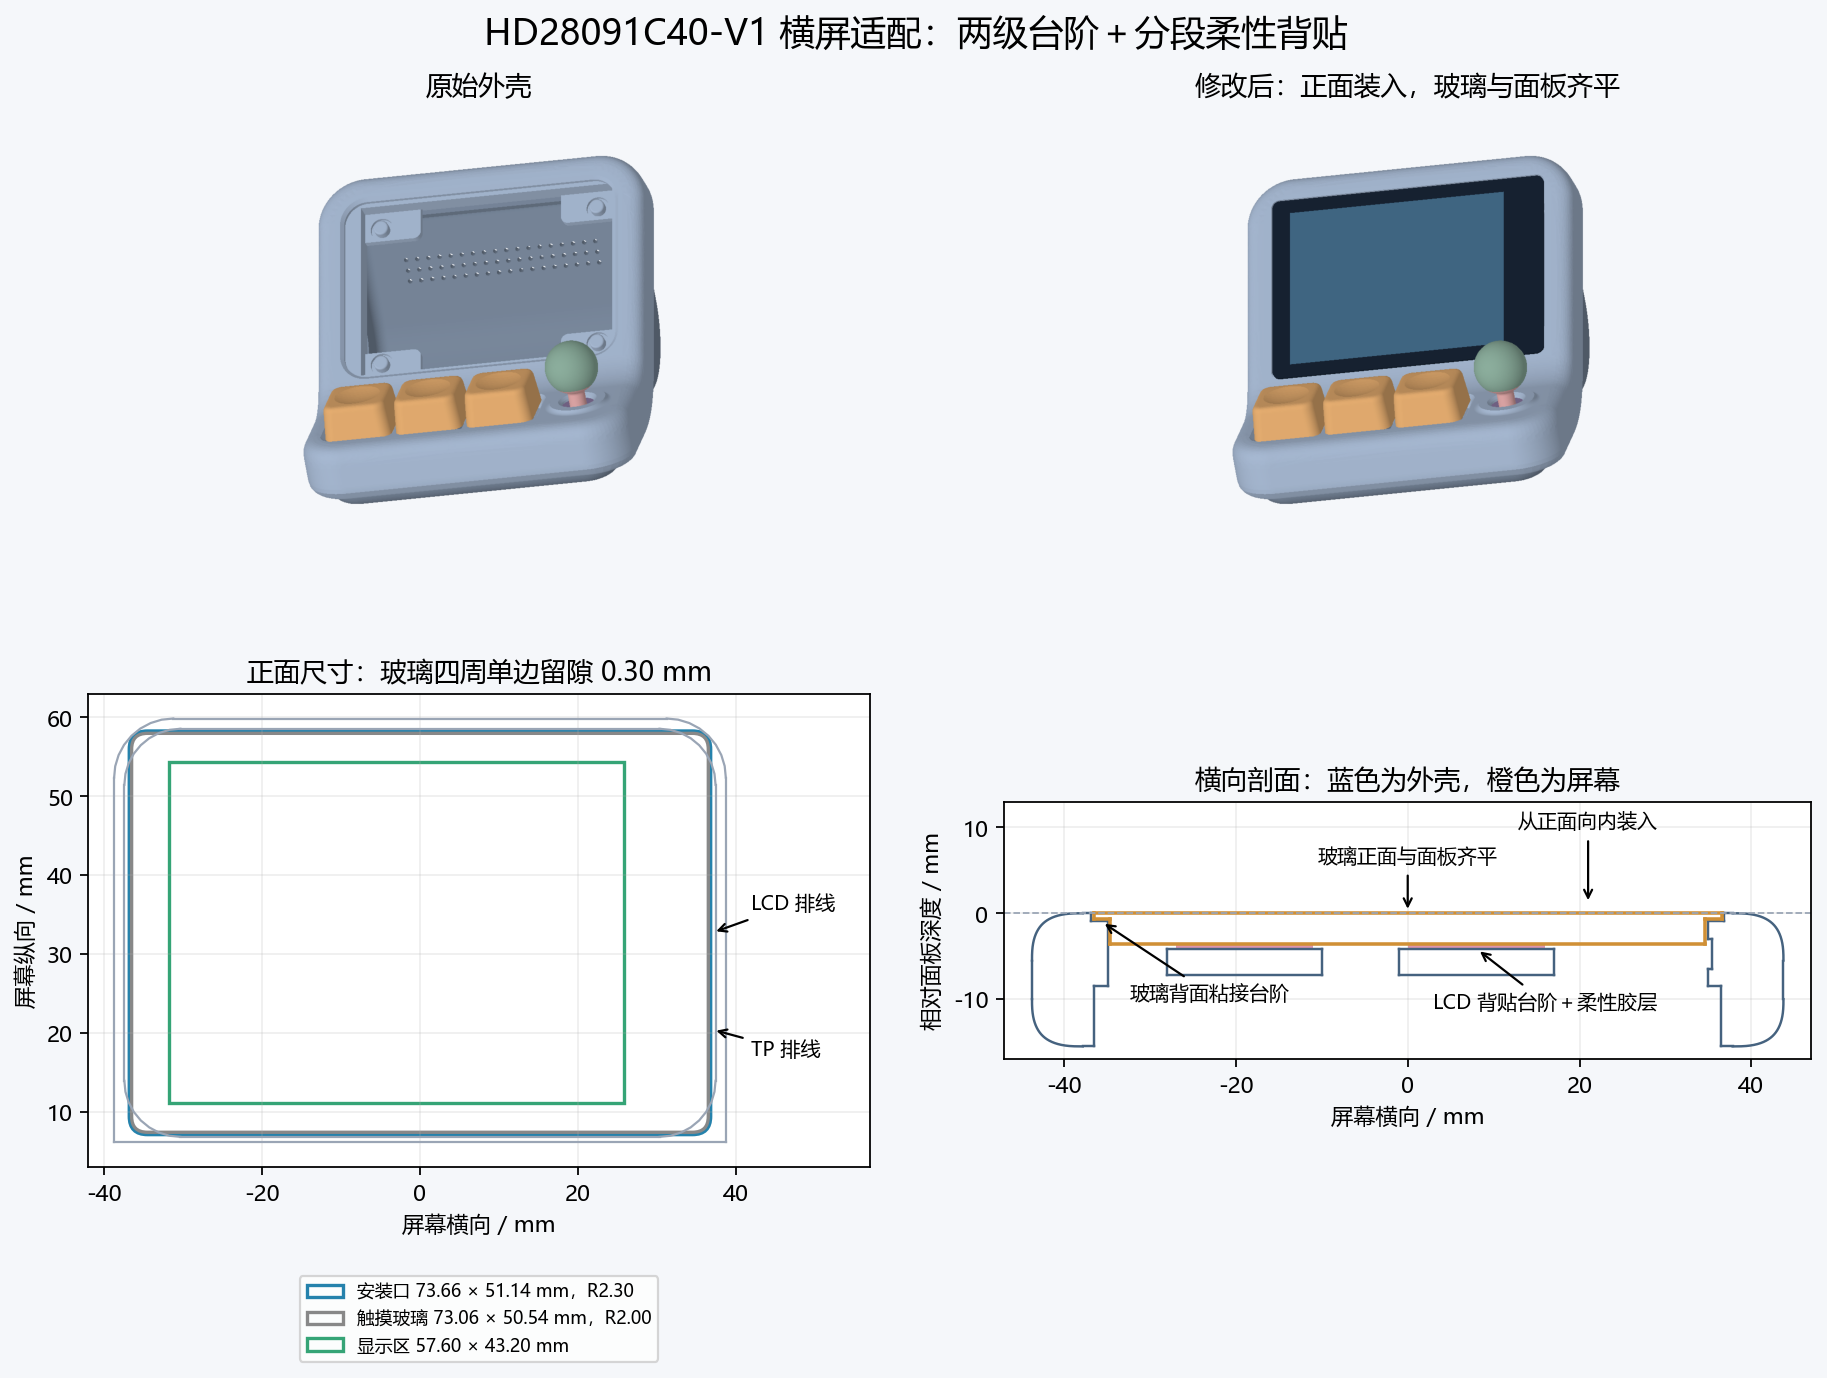 HD28091C40-V1 横屏适配：两级台阶 + 分段柔性背贴
原始外壳
修改后：正面装入，玻璃与面板齐平
正面尺寸：玻璃四周单边留隙 0.30 mm
屏幕纵向 / mm
60
50
40
30
20
10
LCD 排线
TP 排线
-40
-20
0
20
40
屏幕横向 / mm
安装口 73.66 × 51.14 mm，R2.30
触摸玻璃 73.06 × 50.54 mm，R2.00
显示区 57.60 × 43.20 mm
横向剖面：蓝色为外壳，橙色为屏幕
相对面板深度 / mm
10
0
-10
从正面向内装入
玻璃正面与面板齐平
玻璃背面粘接台阶
LCD 背贴台阶 + 柔性胶层
-40
-20
0
20
40
屏幕横向 / mm